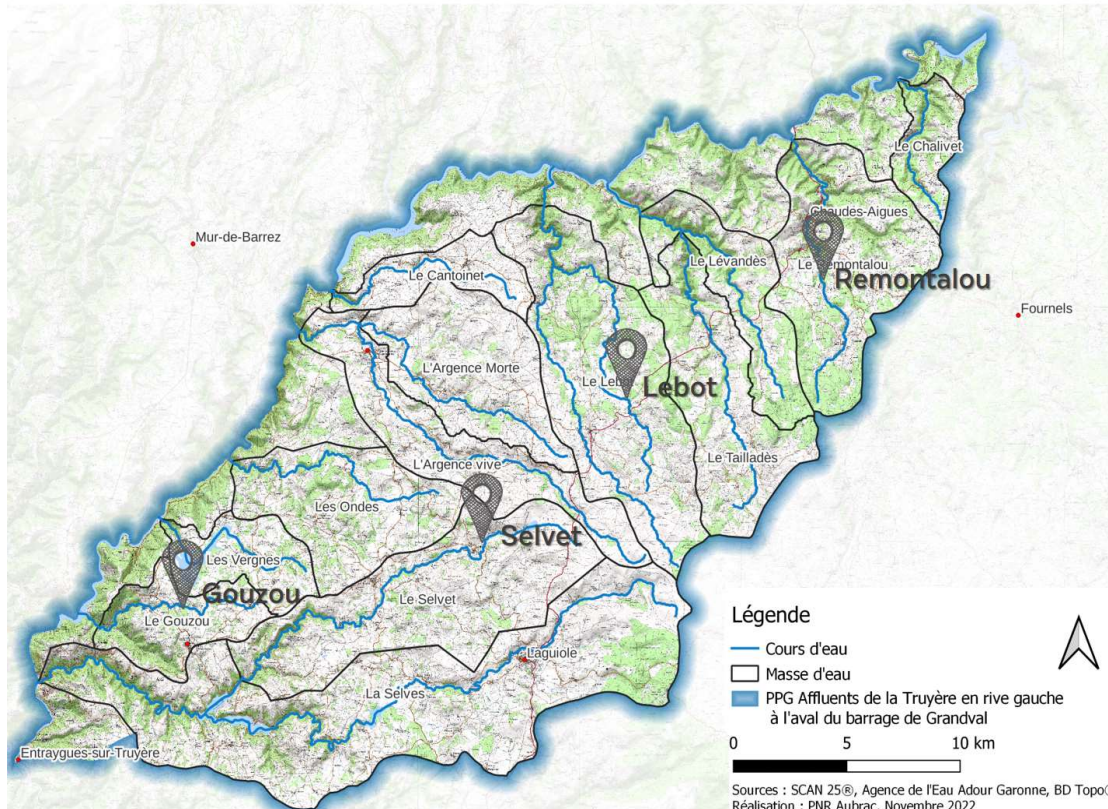 Le Chalivet
Chaudes-Aigues
Mur-de-Barrez
Le Lévandès
Le Remontalou
Remontalou
Le Cantoinet
Fournels
L'Argence Morte
Le Lebot
Lebot
Le Tailladès
L'Argence vive
Les Ondes
Selvet
Les Vergnes
Gouzou
Le Selvet
Le Gouzou
Laguiole
La Selves
Entraygues-sur-Truyère
Légende
Cours d'eau
Masse d'eau
PPG Affluents de la Truyère en rive gauche
à l'aval du barrage de Grandval
0 5 10 km
Sources : SCAN 25®, Agence de l'Eau Adour Garonne, BD Topo
Réalisation : PNR Aubrac, Novembre 2022